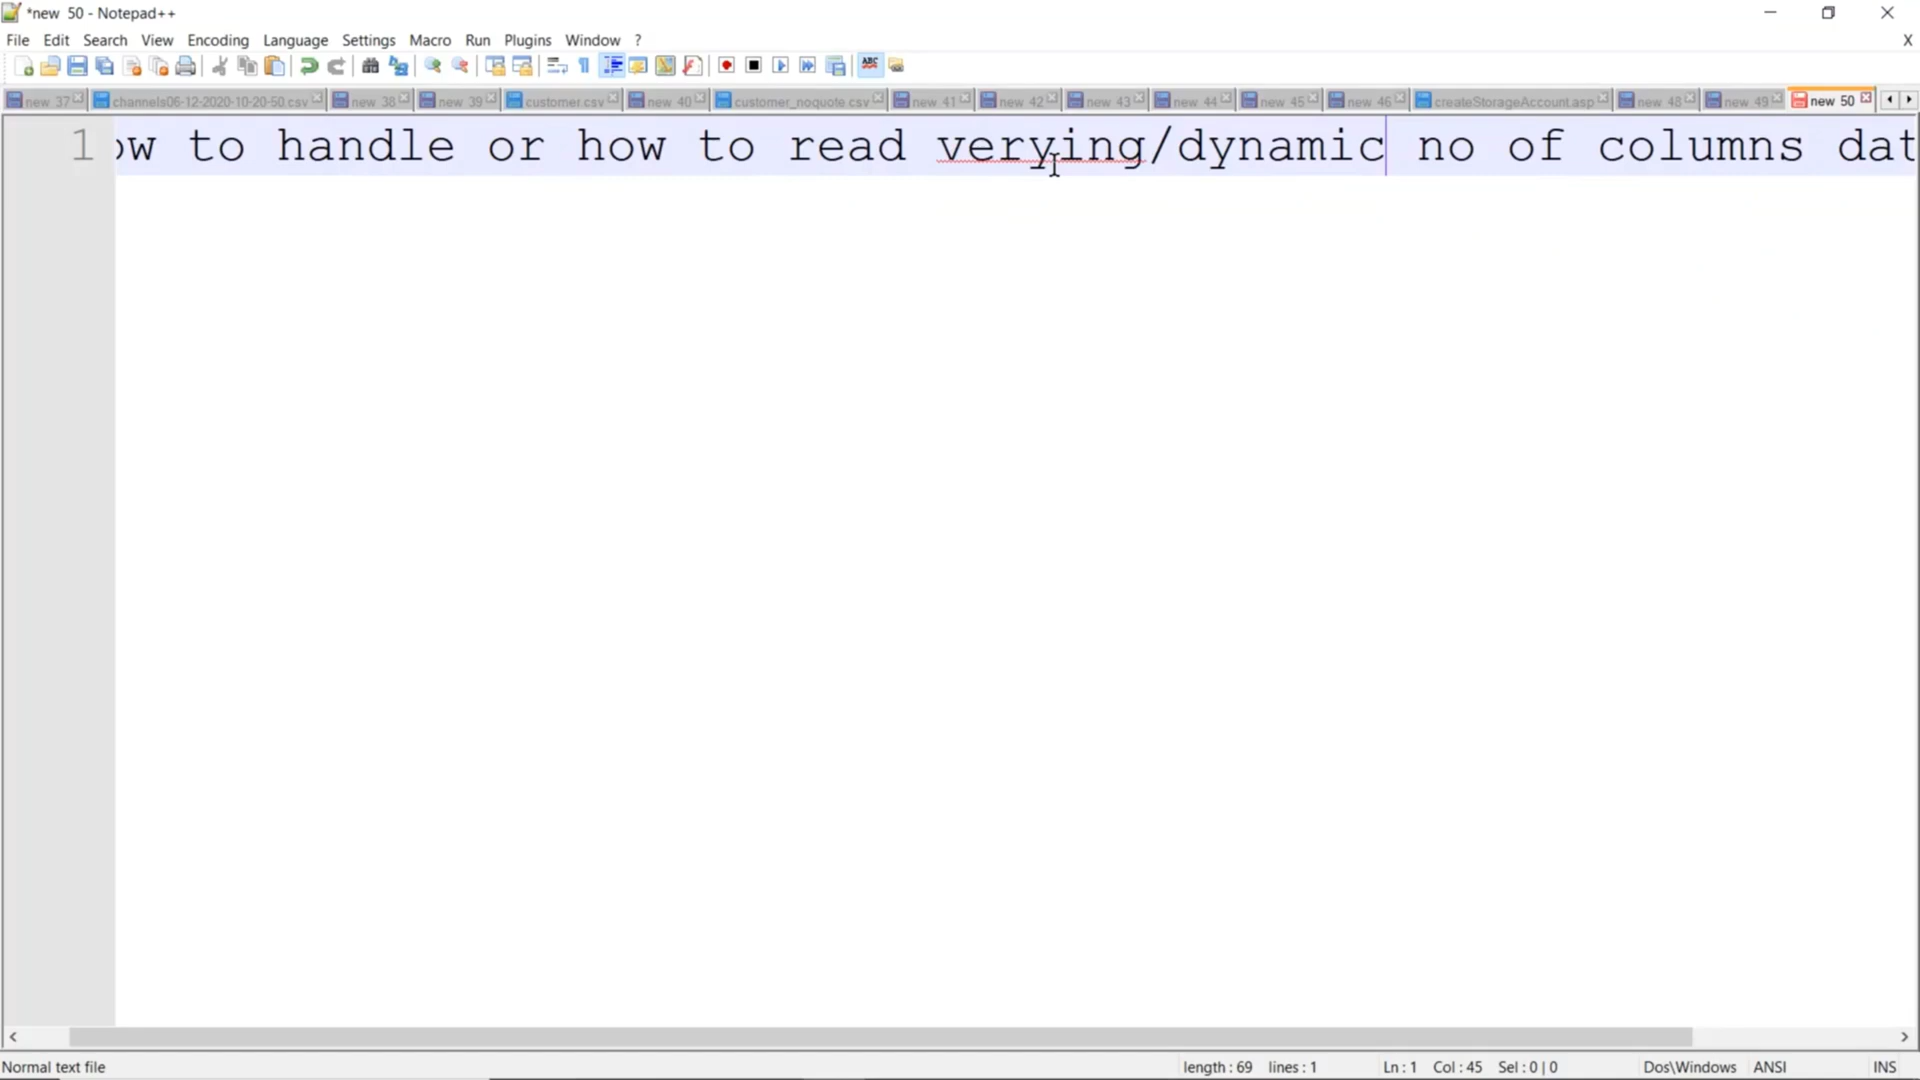 *new 50 - Notepad++
File Edit Search View Encoding Language Settings Macro Run Plugins Window ? X
new 37 channels06-12-2020-10-20-50.csv new 38 new 39 customer.csv new 40 customer_noquote.csv new 41 new 42 new 43 new 44 new 45 new 46 createStorageAccount.asp new 48 new 49 new 50
1 ow to handle or how to read verying/dynamic no of columns dat
Normal text file length : 69 lines : 1 Ln : 1 Col : 45 Sel : 0 | 0 Dos\Windows ANSI INS